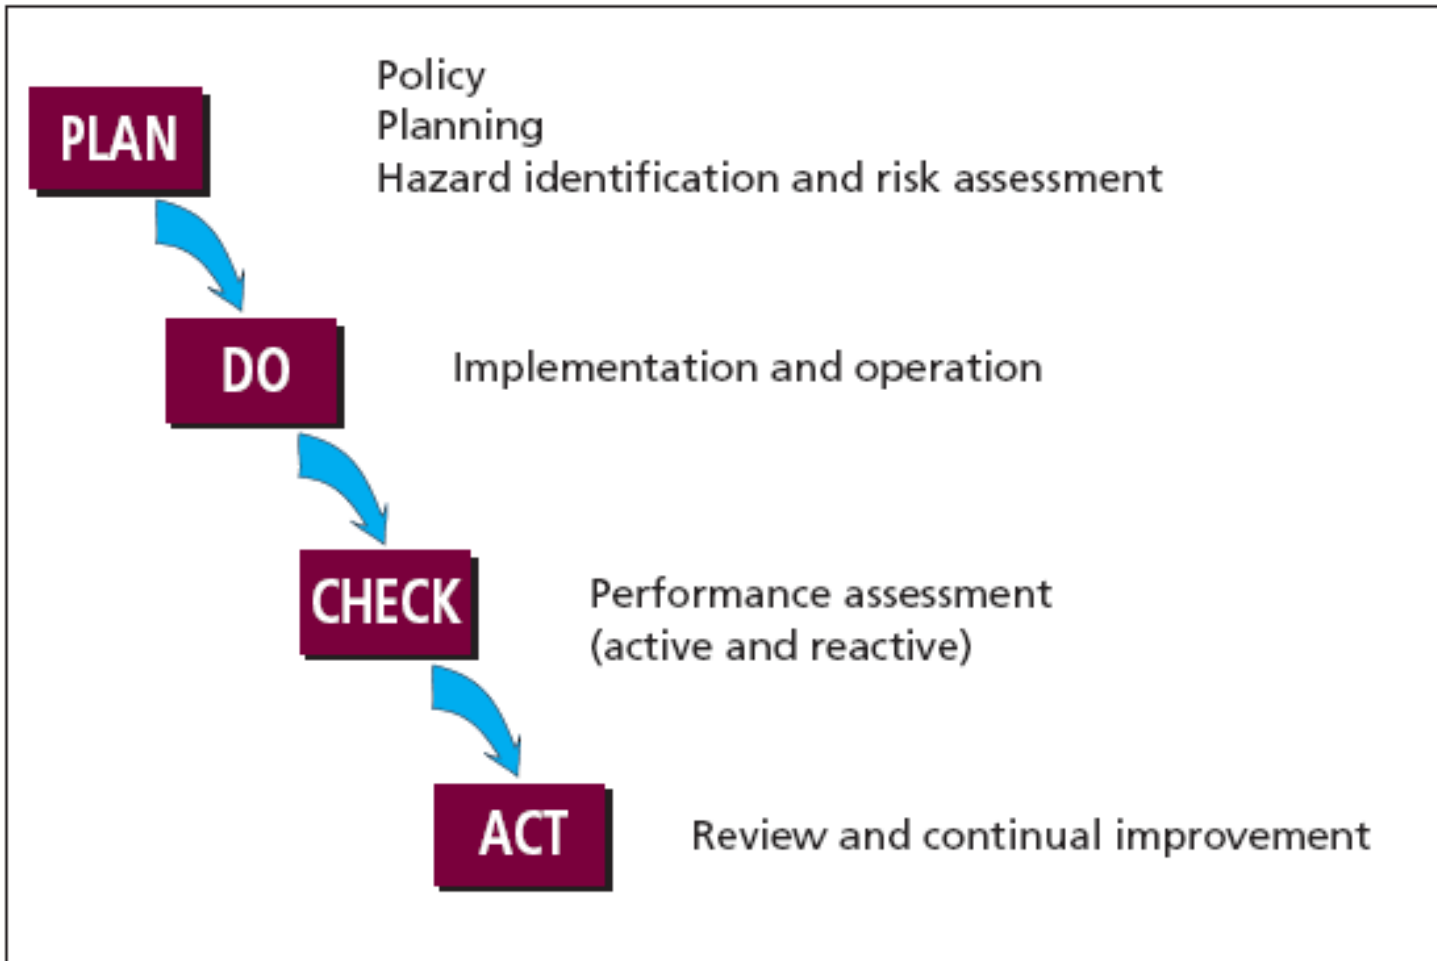 PLAN
Policy
Planning
Hazard identification and risk assessment
DO
Implementation and operation
CHECK
Performance assessment
(active and reactive)
ACT
Review and continual improvement